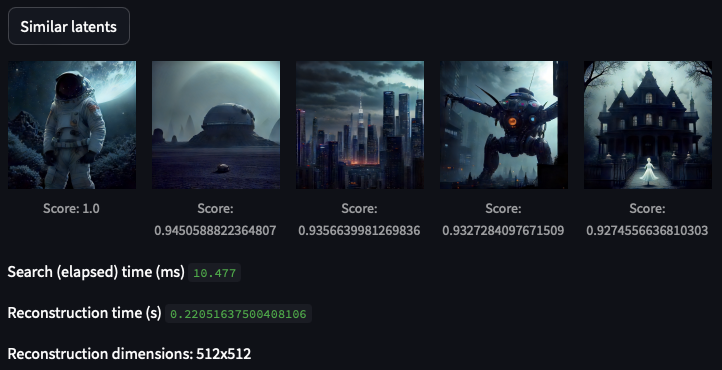 Similar latents
Score: 1.0
Score:
0.9450588822364807
Score:
0.9356639981269836
Score:
0.9327284097671509
Score:
0.9274556636810303
Search (elapsed) time (ms) 10.477
Reconstruction time (s) 0.22051637500408106
Reconstruction dimensions: 512x512